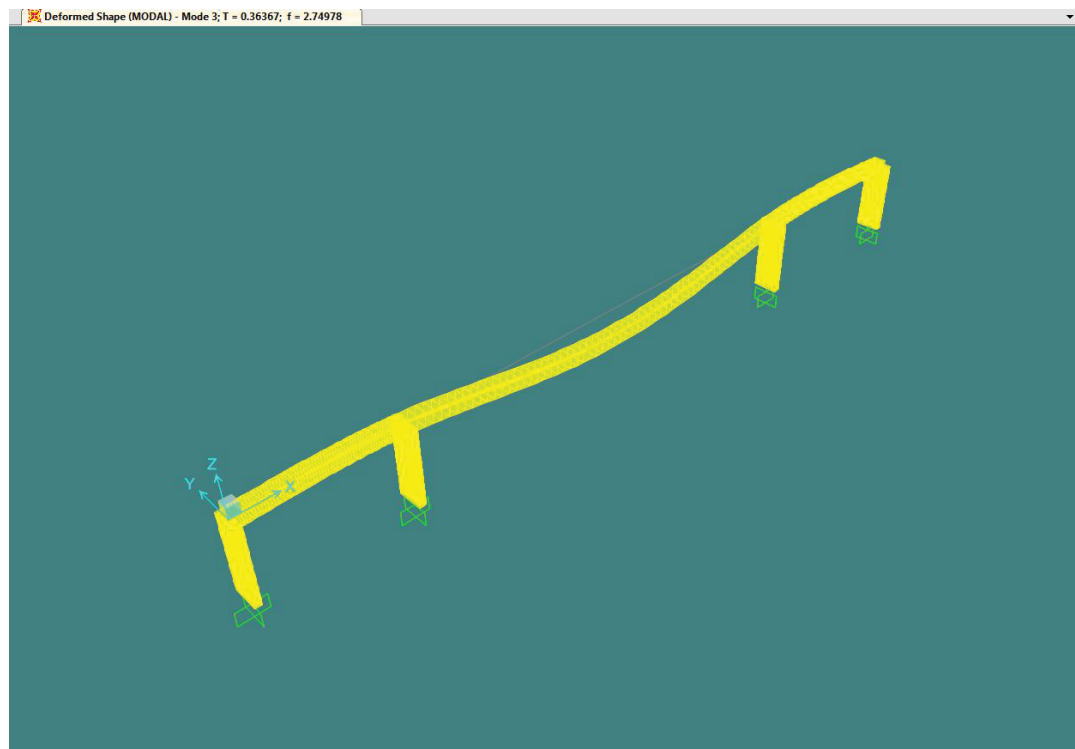 Deformed Shape (MODAL) - Mode 3; T = 0.36367; f = 2.74978
Z
Y
X